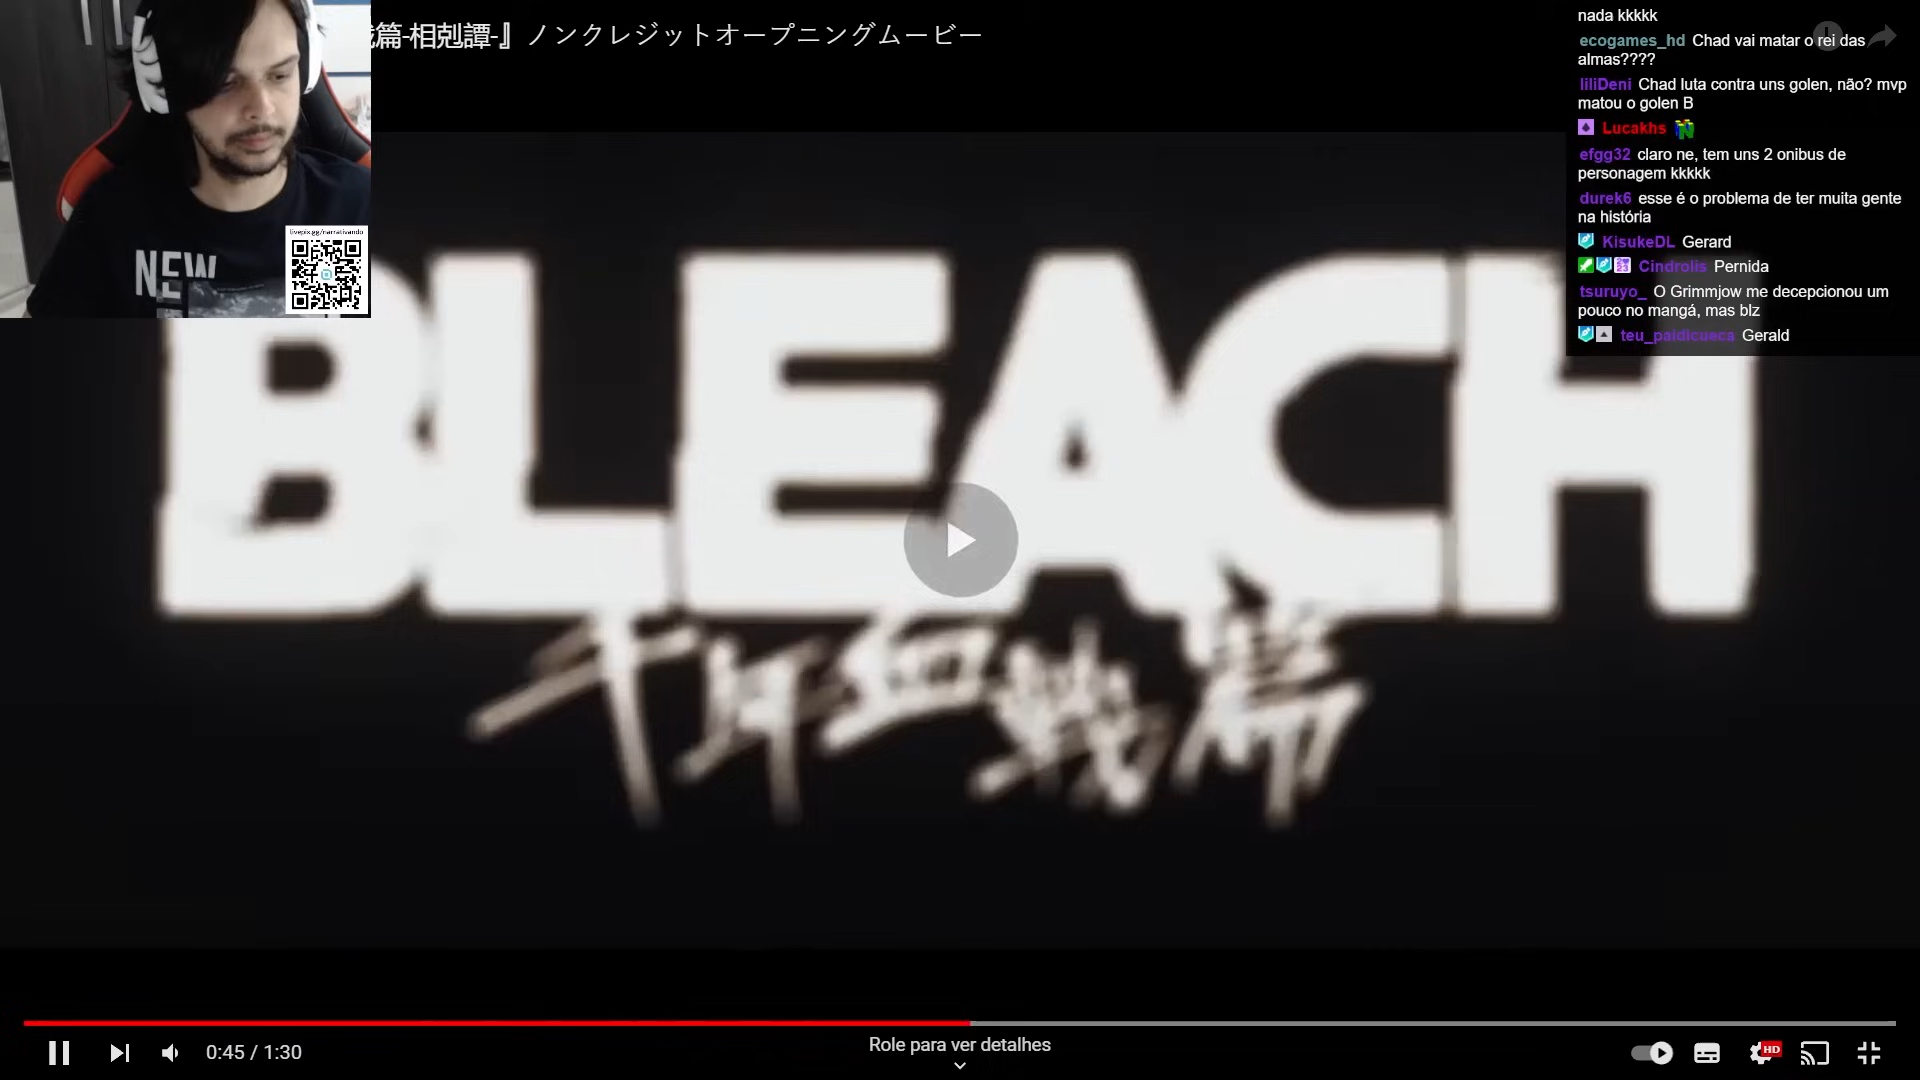 篇-相剋譚-』ノンクレジットオープニングムービー
NEW
livepix.gg/narrativando
nada kkkkk
ecogames_hd Chad vai matar o rei das
almas????
liliDeni Chad luta contra uns golen, não? mvp
matou o golen B
Lucakhs
efgg32 claro ne, tem uns 2 onibus de
personagem kkkkk
durek6 esse é o problema de ter muita gente
na história
KisukeDL Gerard
Cindrolis Pernida
tsuruyo_ O Grimmjow me decepcionou um
pouco no mangá, mas blz
teu_paidicueca Gerald
BLEACH
千年血戦篇
0:45 / 1:30
Role para ver detalhes
HD